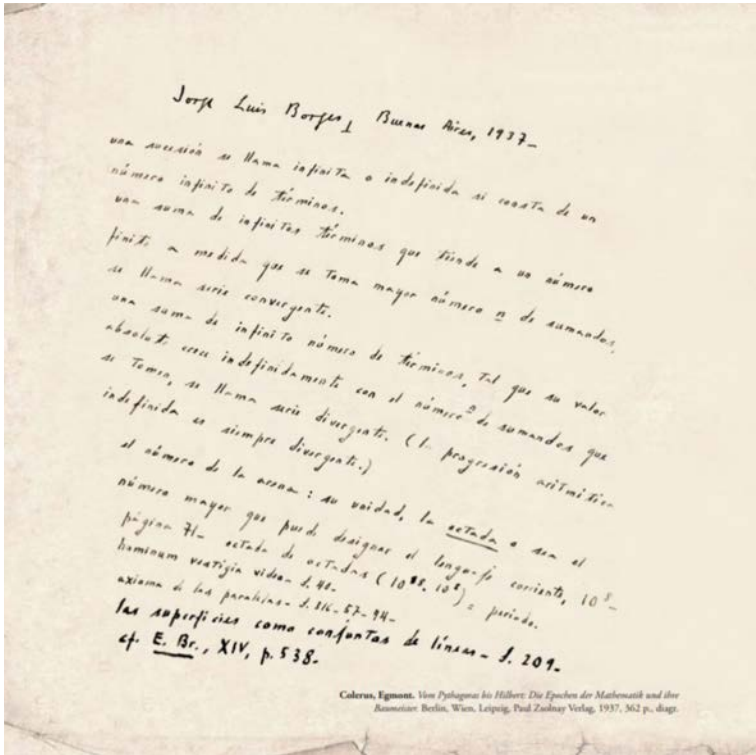 Jorge Luis Borges, Buenos Aires, 1937–
una sucesión se llama infinita o indefinida si consta de un
número infinito de términos.
una suma de infinitos términos que tiende a un número
finito a medida que se toma mayor número n de sumandos,
se llama serie convergente.
una suma de infinito número de términos, tal que su valor
absoluto crece indefinidamente con el número n de sumandos que
se toman, se llama serie divergente. (la progresión aritmética
indefinida es siempre divergente.)
el número de la arena: su unidad, la octada o sea el
número mayor que puede designar el lenguaje corriente, 10⁸–
página 71– octada de octadas (
) = período.
hominum vestigia video– S. 40–
axioma de las paralelas– S. 316–57–94–
las superficies como conjuntos de líneas– S. 209–
cf. E. Br., XIV, p. 538–
Colerus, Egmont. Vom Pythagoras bis Hilbert: Die Epochen der Mathematik und ihre
Baumeister. Berlin, Wien, Leipzig, Paul Zsolnay Verlag, 1937, 362 p., diagr.